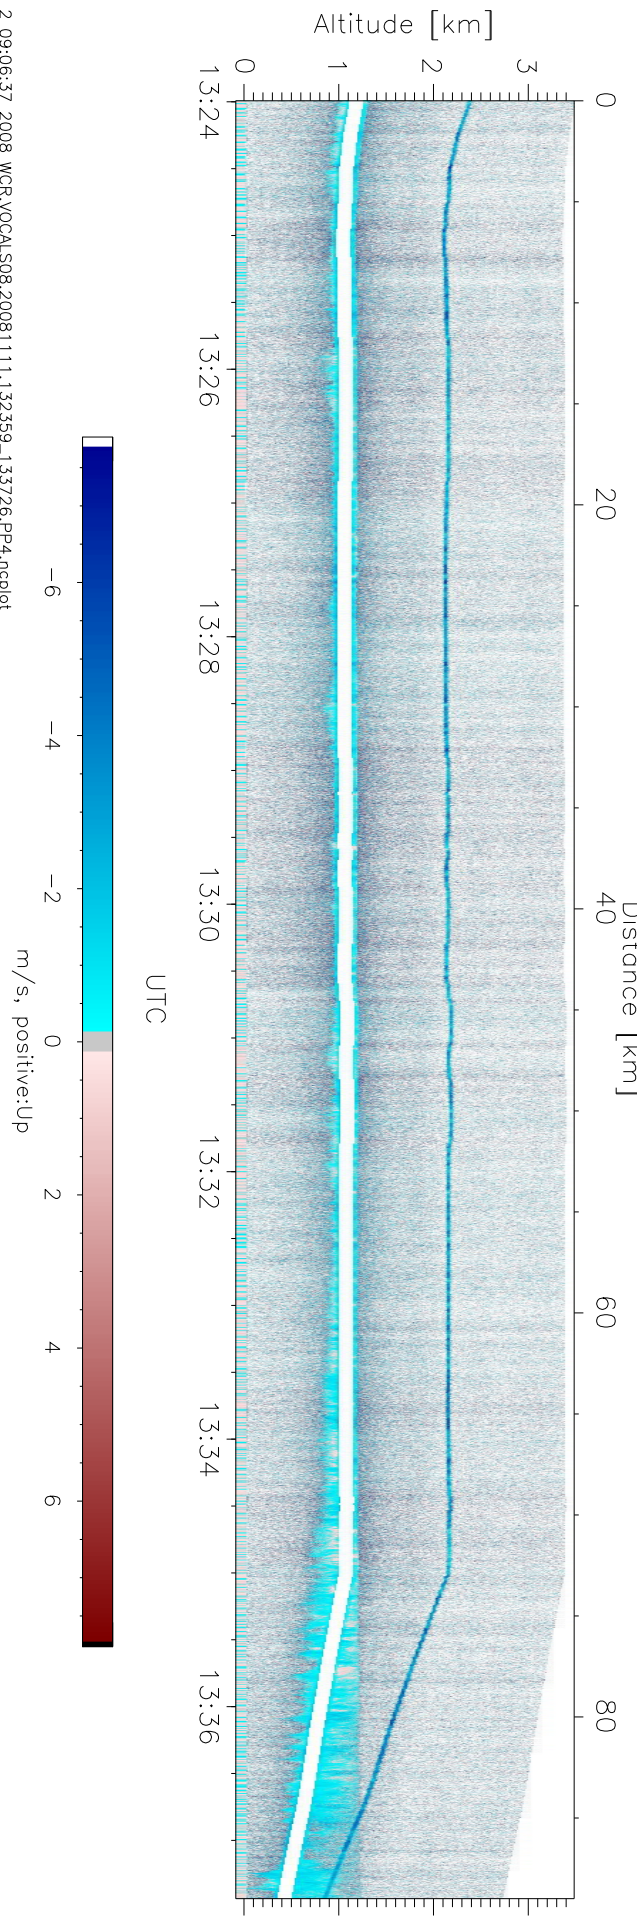 Distance [km]
0 20 40 60 80
Altitude [km]
3
2
1
0
13:24 13:26 13:28 13:30 13:32 13:34 13:36
UTC
-6 -4 -2 0 2 4 6
m/s, positive:Up
2 09:06:37 2008 WCR.VOCALS08.20081111.132359_133726.PP4.ncplot